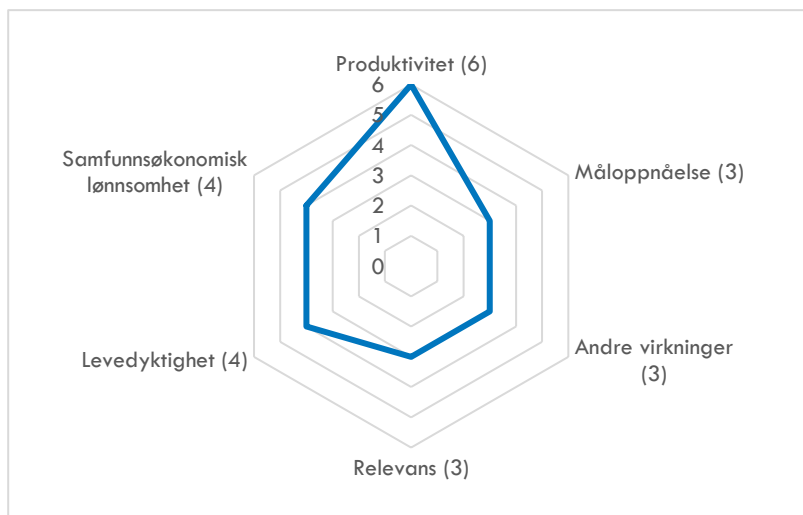 Produktivitet (6)
6
5
4
3
2
1
0
Måloppnåelse (3)
Andre virkninger
(3)
Relevans (3)
Levedyktighet (4)
Samfunnsøkonomisk
lønnsomhet (4)